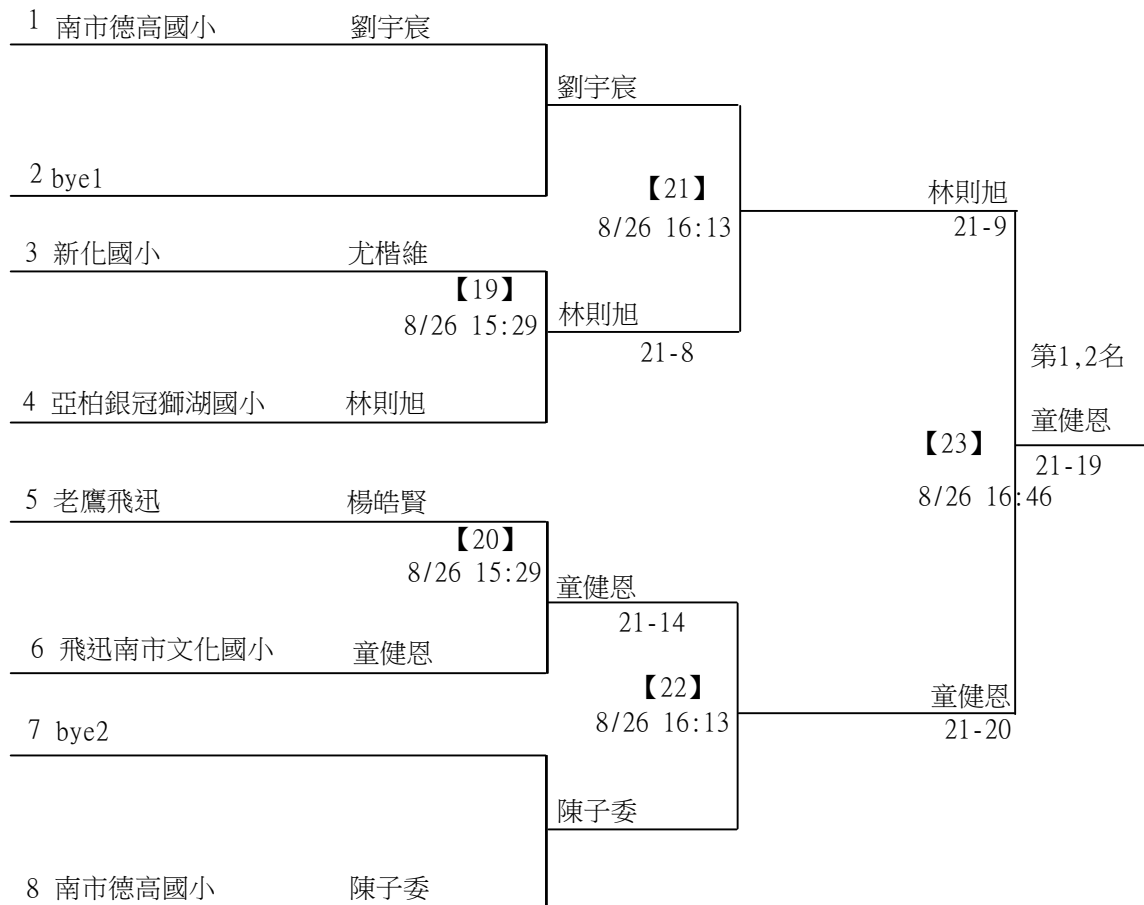 1 南市德高國小 劉宇宸
劉宇宸
2 bye1
【21】
8/26 16:13
林則旭
21-9
3 新化國小 尤楷維
【19】
8/26 15:29
林則旭
21-8
4 亞柏銀冠獅湖國小 林則旭
第1,2名
童健恩
【23】
21-19
8/26 16:46
5 老鷹飛迅 楊皓賢
【20】
8/26 15:29
童健恩
21-14
6 飛迅南市文化國小 童健恩
【22】
8/26 16:13
童健恩
21-20
7 bye2
陳子委
8 南市德高國小 陳子委